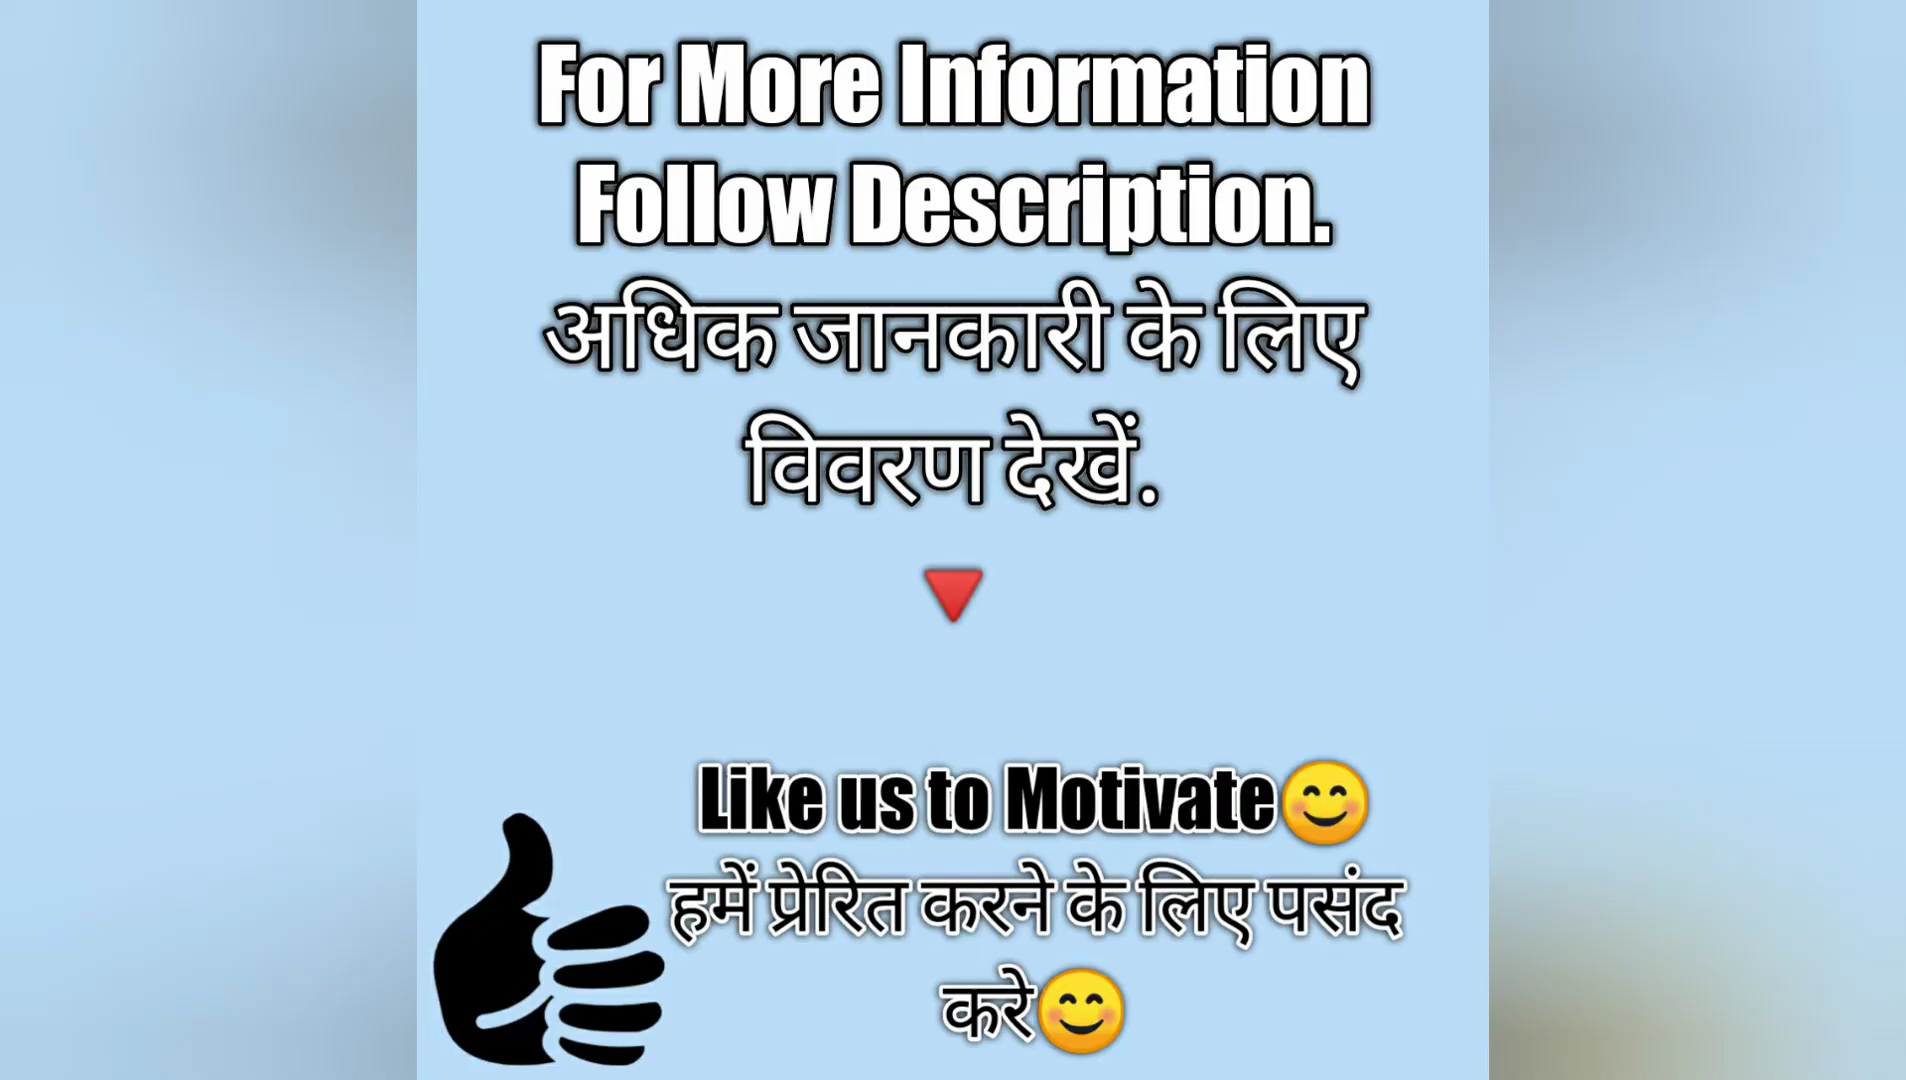 For More Information
Follow Description.
अधिक जानकारी के लिए
विवरण देखें.
🔻
Like us to Motivate😊
हमें प्रेरित करने के लिए पसंद
करे😊